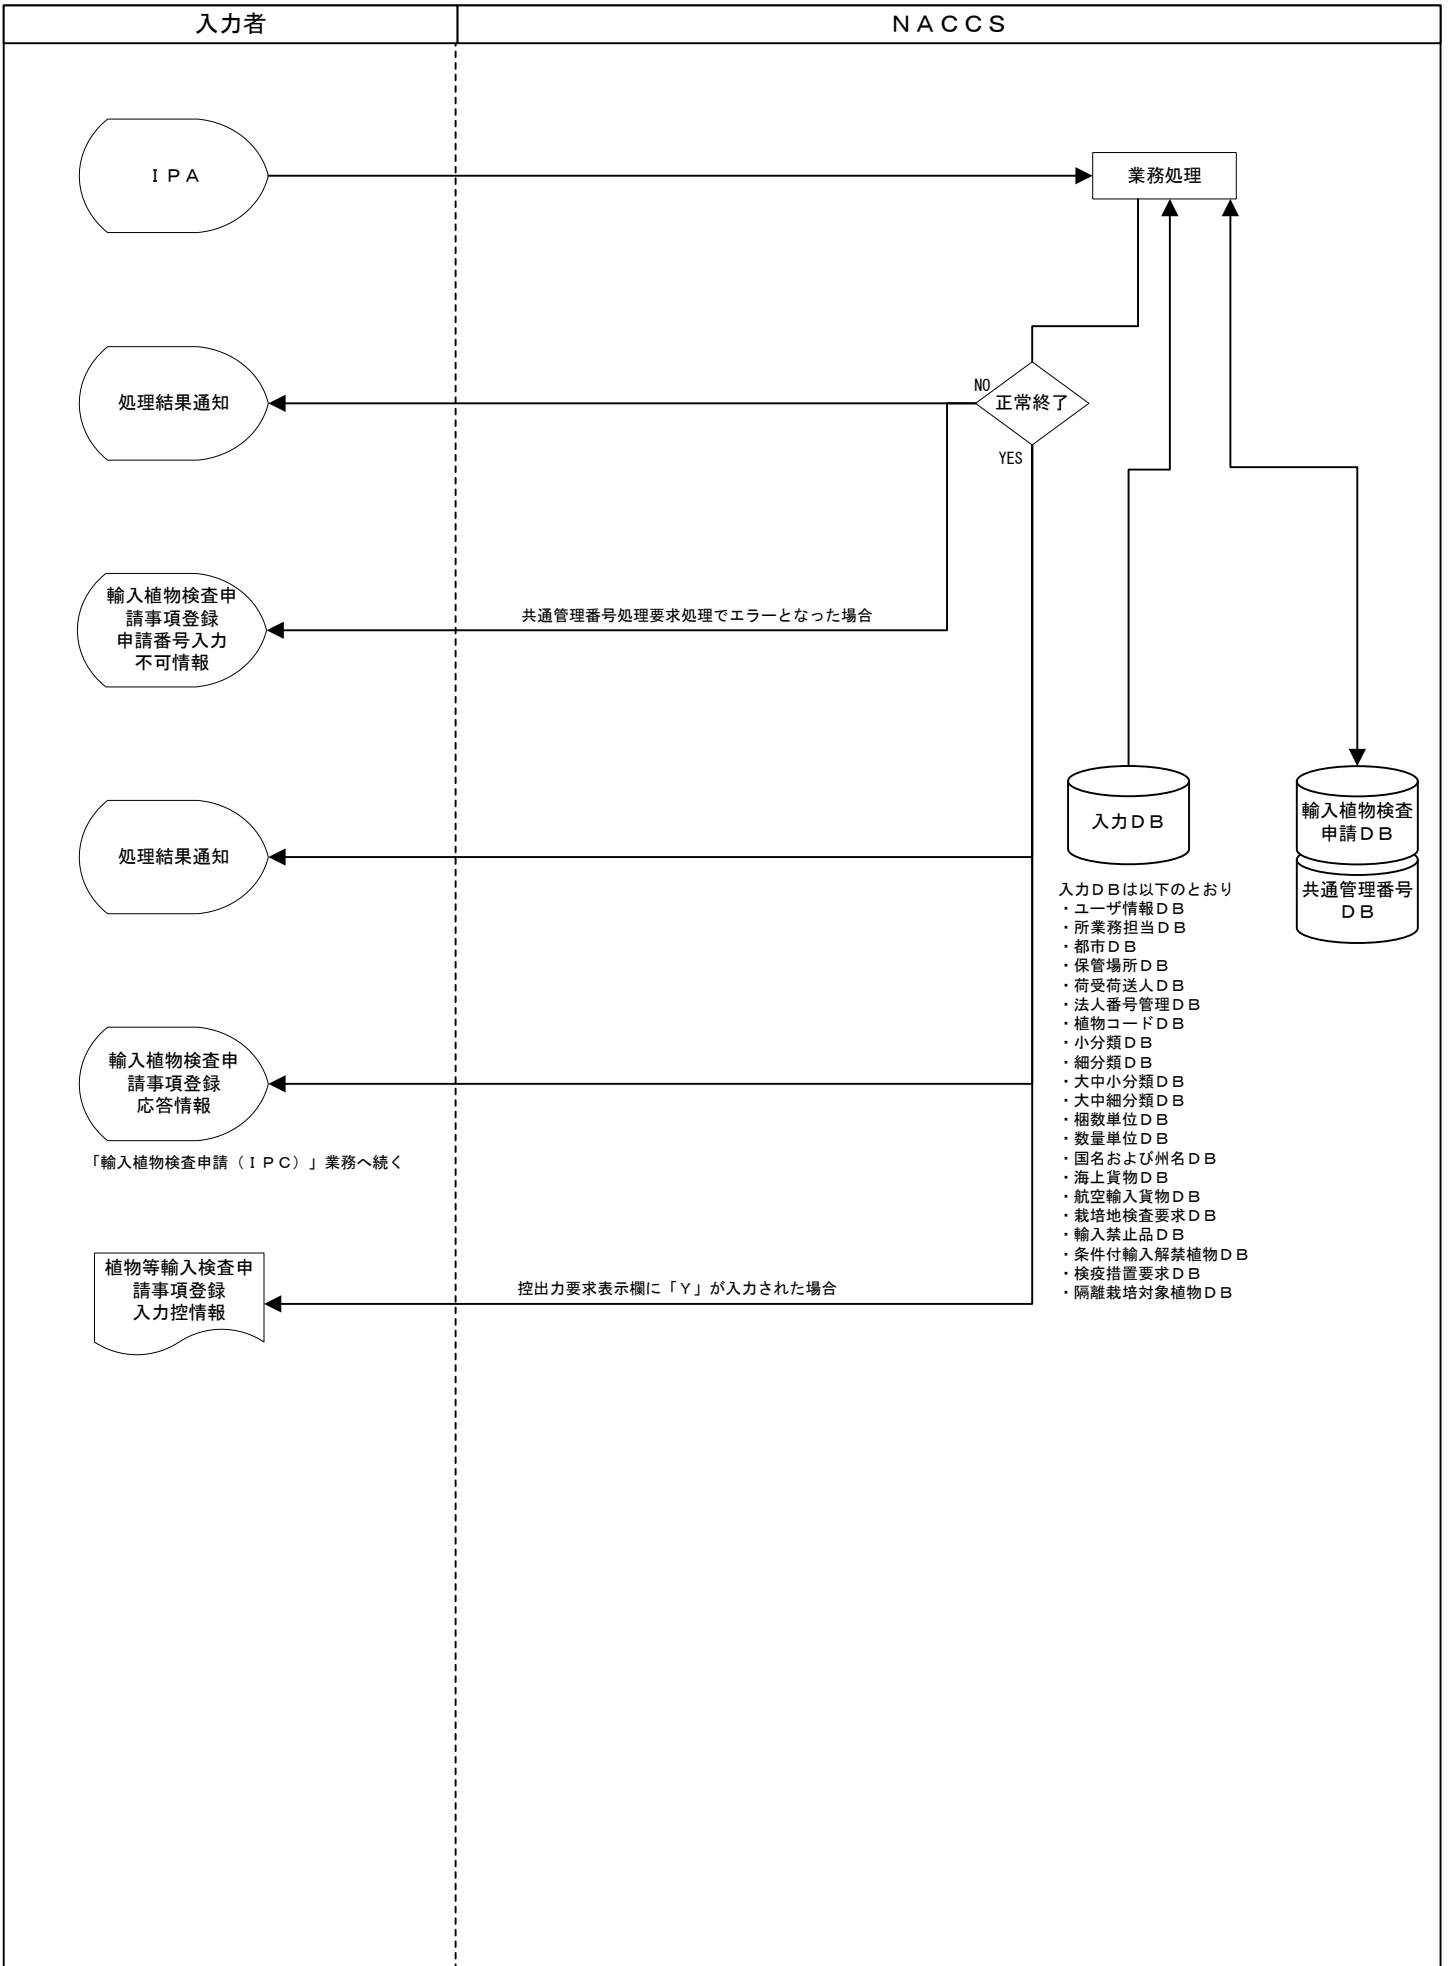 入力者
ＮＡＣＣＳ
ＩＰＡ
業務処理
処理結果通知
NO
正常終了
YES
輸入植物検査申
請事項登録
申請番号入力
不可情報
共通管理番号処理要求処理でエラーとなった場合
処理結果通知
入力ＤＢ
輸入植物検査
申請ＤＢ
共通管理番号
ＤＢ
入力ＤＢは以下のとおり
・ユーザ情報ＤＢ
・所業務担当ＤＢ
・都市ＤＢ
・保管場所ＤＢ
・荷受荷送人ＤＢ
・法人番号管理ＤＢ
・植物コードＤＢ
・小分類ＤＢ
・細分類ＤＢ
・大中小分類ＤＢ
・大中細分類ＤＢ
・梱数単位ＤＢ
・数量単位ＤＢ
・国名および州名ＤＢ
・海上貨物ＤＢ
・航空輸入貨物ＤＢ
・栽培地検査要求ＤＢ
・輸入禁止品ＤＢ
・条件付輸入解禁植物ＤＢ
・検疫措置要求ＤＢ
・隔離栽培対象植物ＤＢ
輸入植物検査申
請事項登録
応答情報
「輸入植物検査申請（ＩＰＣ）」業務へ続く
植物等輸入検査申
請事項登録
入力控情報
控出力要求表示欄に「Ｙ」が入力された場合